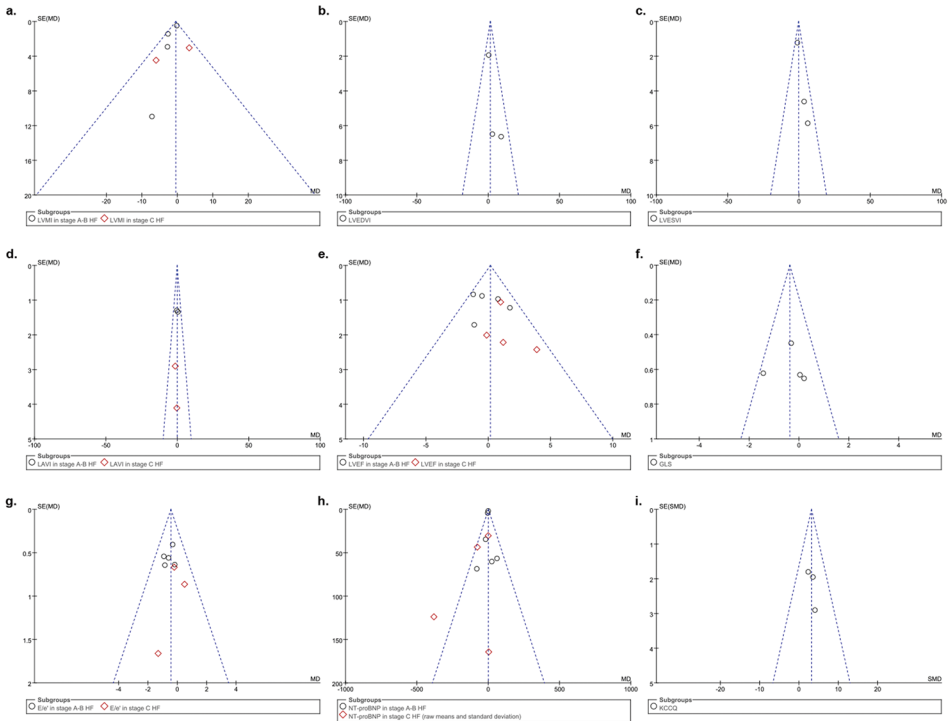 a.
SE(MD)
0
4
8
12
16
20
-20
-10
0
10
20
MD
Subgroups
LVMI in stage A-B HF
LVMI in stage C HF
b.
SE(MD)
0
2
4
6
8
10
-100
-50
0
50
100
MD
Subgroups
LVEDVI
c.
SE(MD)
0
2
4
6
8
10
-100
-50
0
50
100
MD
Subgroups
LVESVI
d.
SE(MD)
0
1
2
3
4
5
-100
-50
0
50
100
MD
Subgroups
LAVI in stage A-B HF
LAVI in stage C HF
e.
SE(MD)
0
1
2
3
4
5
-10
-5
0
5
10
MD
Subgroups
LVEF in stage A-B HF
LVEF in stage C HF
f.
SE(MD)
0
0.2
0.4
0.6
0.8
1
-4
-2
0
2
4
MD
Subgroups
GLS
g.
SE(MD)
0
0.5
1
1.5
2
-4
-2
0
2
4
MD
Subgroups
E/e' in stage A-B HF
E/e' in stage C HF
h.
SE(MD)
0
50
100
150
200
-1000
-500
0
500
1000
MD
Subgroups
NT-proBNP in stage A-B HF
NT-proBNP in stage C HF (raw means and standard deviation)
i.
SE(SMD)
0
1
2
3
4
5
-20
-10
0
10
20
SMD
Subgroups
KCCQ